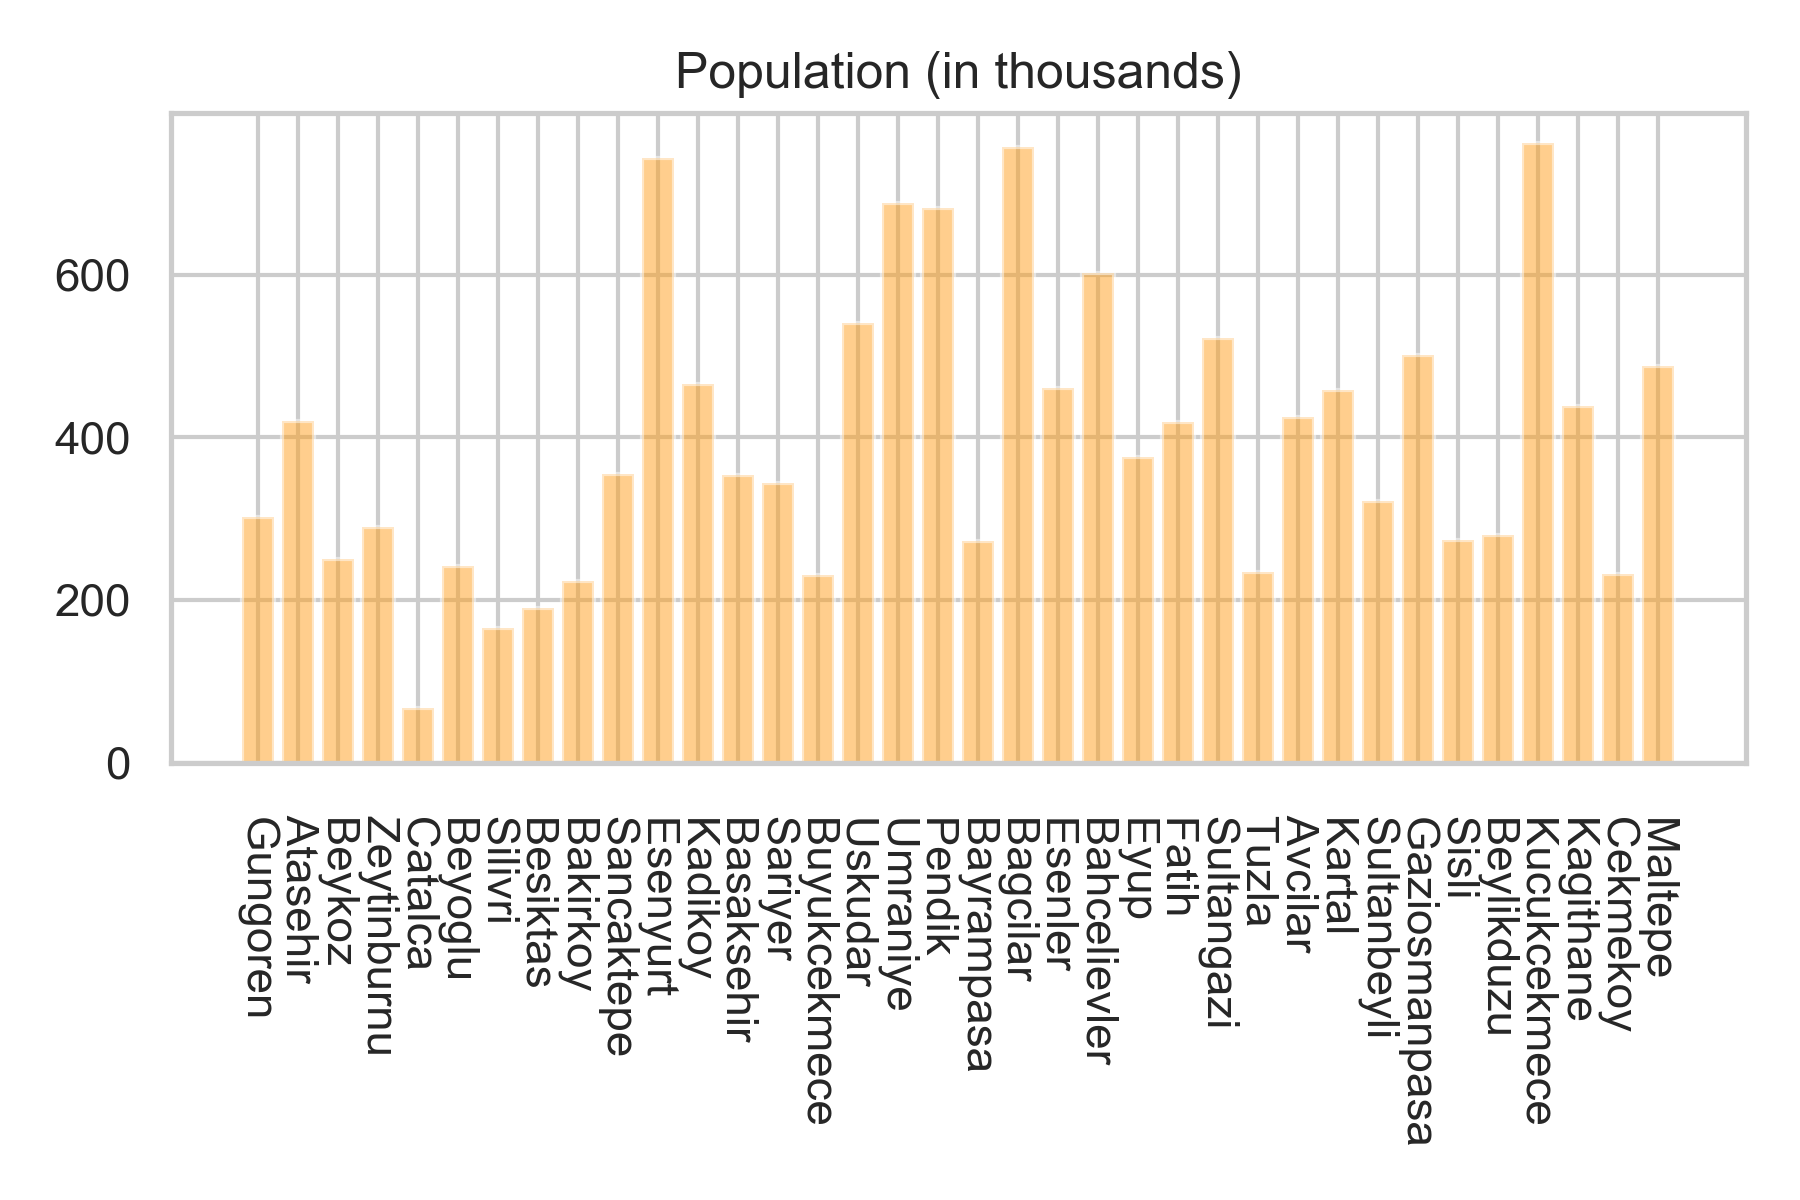 Population (in thousands)
600
400
200
0
Gungoren
Atasehir
Beykoz
Zeytinburnu
Catalca
Beyoglu
Silivri
Besiktas
Bakirkoy
Sancaktepe
Esenyurt
Kadikoy
Basaksehir
Sariyer
Buyukcekmece
Uskudar
Umraniye
Pendik
Bayrampasa
Bagcilar
Esenler
Bahcelievler
Eyup
Fatih
Sultangazi
Tuzla
Avcilar
Kartal
Sultanbeyli
Gaziosmanpasa
Sisli
Beylikduzu
Kucukcekmece
Kagithane
Cekmekoy
Maltepe